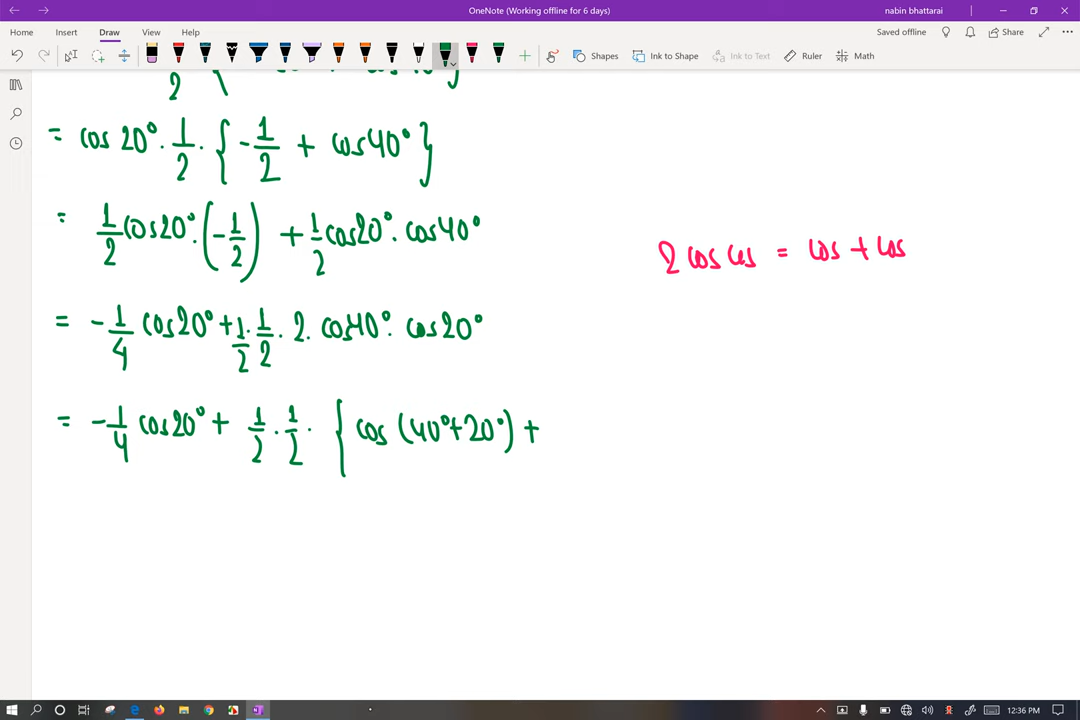 OneNote (Working offline for 6 days)
nabin bhattarai
Home Insert Draw View Help
Saved offline
Share
Shapes
Ink to Shape
Ink to Text
Ruler
Math
1/2 {
= cos 20° . 1/2 . { -1/2 + cos40° }
= 1/2 cos20° . (-1/2) + 1/2 cos20° . cos40°
2 cos cos = cos + cos
= -1/4 cos20° + 1/2 . 1/2 . 2 . cos40° . cos20°
= -1/4 cos20° + 1/2 . 1/2 . { cos (40°+20°) +
12:36 PM